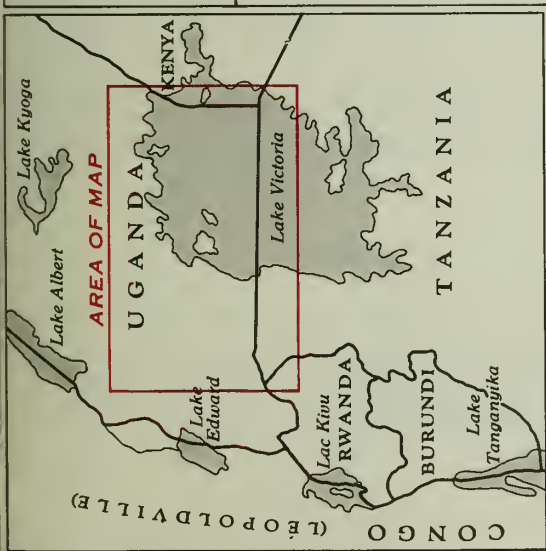 Lake Albert
Lake Kyoga
AREA OF MAP
UGANDA
KENYA
Lake
Edward
Lake Victoria
(LÉOPOLDVILLE)
CONGO
Lac Kivu
RWANDA
BURUNDI
TANZANIA
Lake
Tanganyika